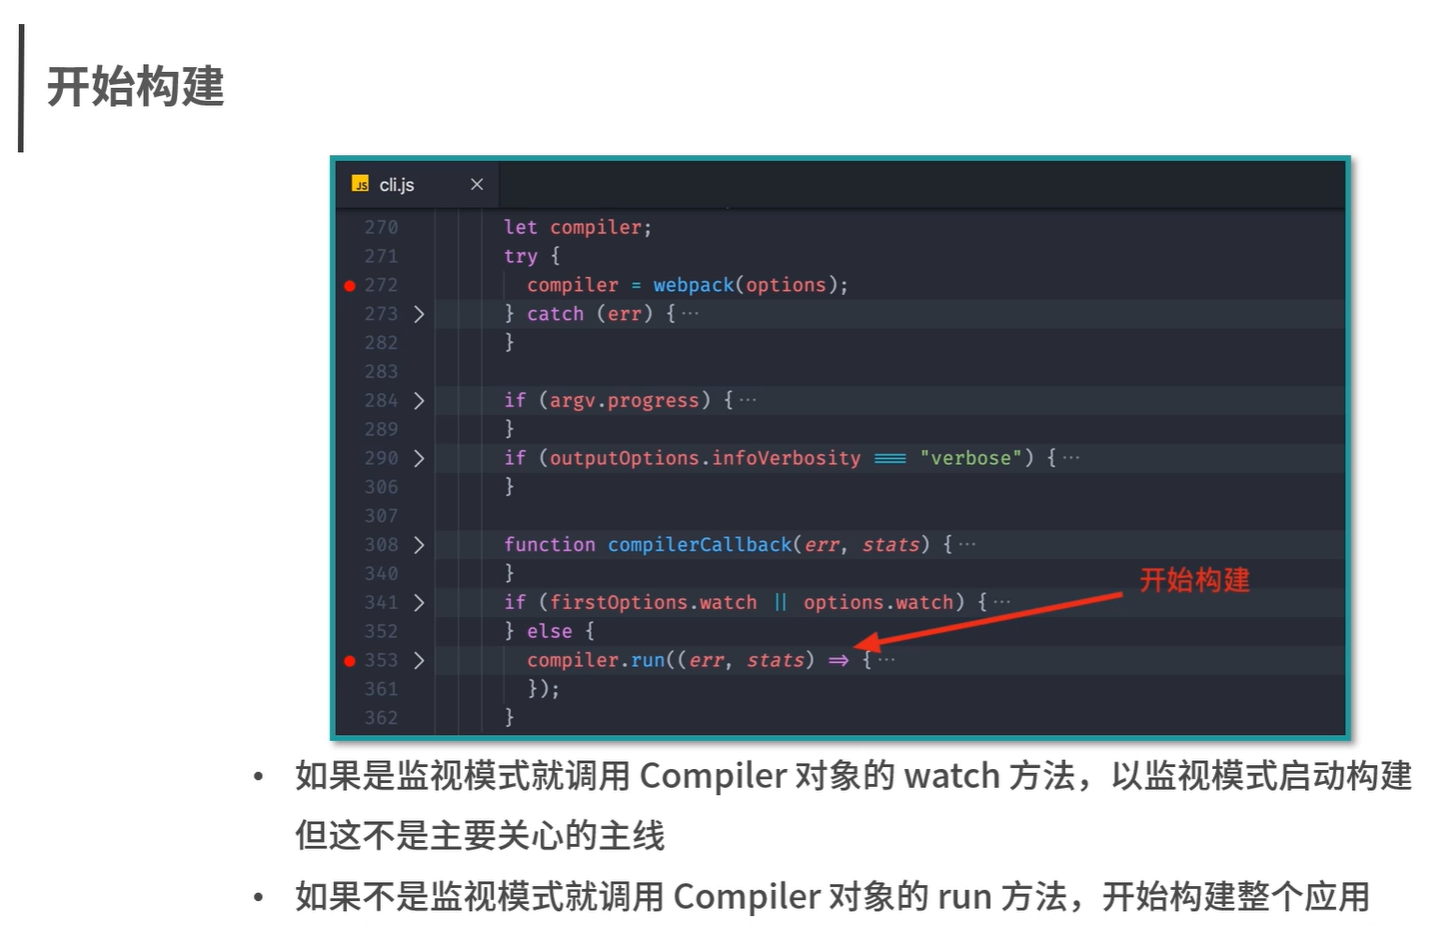 开始构建
JS cli.js ×
270 let compiler;
271 try {
272 compiler = webpack(options);
273 } catch (err) {···
282 }
283
284 if (argv.progress) {···
289 }
290 if (outputOptions.infoVerbosity === "verbose") {···
306 }
307
308 function compilerCallback(err, stats) {···
340 }
开始构建
341 if (firstOptions.watch || options.watch) {···
352 } else {
353 compiler.run((err, stats) => {···
361 });
362 }
• 如果是监视模式就调用 Compiler 对象的 watch 方法，以监视模式启动构建
但这不是主要关心的主线
• 如果不是监视模式就调用 Compiler 对象的 run 方法，开始构建整个应用